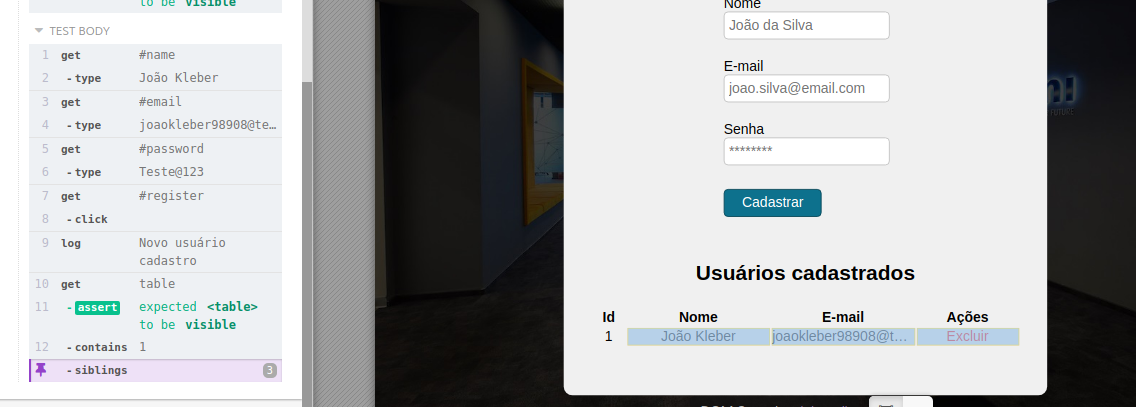 to be visible
TEST BODY
1 get #name
2 -type João Kleber
3 get #email
4 -type joaokleber98908@te…
5 get #password
6 -type Teste@123
7 get #register
8 -click
9 log Novo usuário
cadastro
10 get table
11 -assert expected <table>
to be visible
12 -contains 1
-siblings 3
Nome
João da Silva
E-mail
joao.silva@email.com
Senha
********
Cadastrar
Usuários cadastrados
Id Nome E-mail Ações
1 João Kleber joaokleber98908@t… Excluir